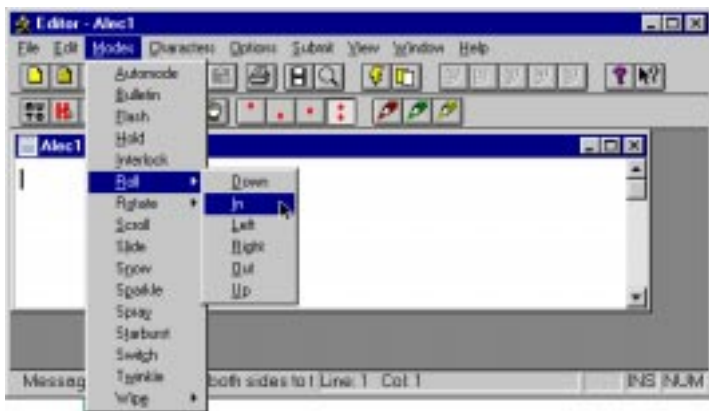 Editor - Alec1
File Edit Modes Characters Options Submit View Window Help
Automode
Bulletin
Flash
Hold
Alec1
Interlock
Roll
Down
Rotate
In
Scroll
Left
Slide
Right
Snow
Out
Sparkle
Up
Spray
Starburst
Switch
Twinkle
Messag both sides to t Line: 1 Col: 1 INS NUM
Wipe